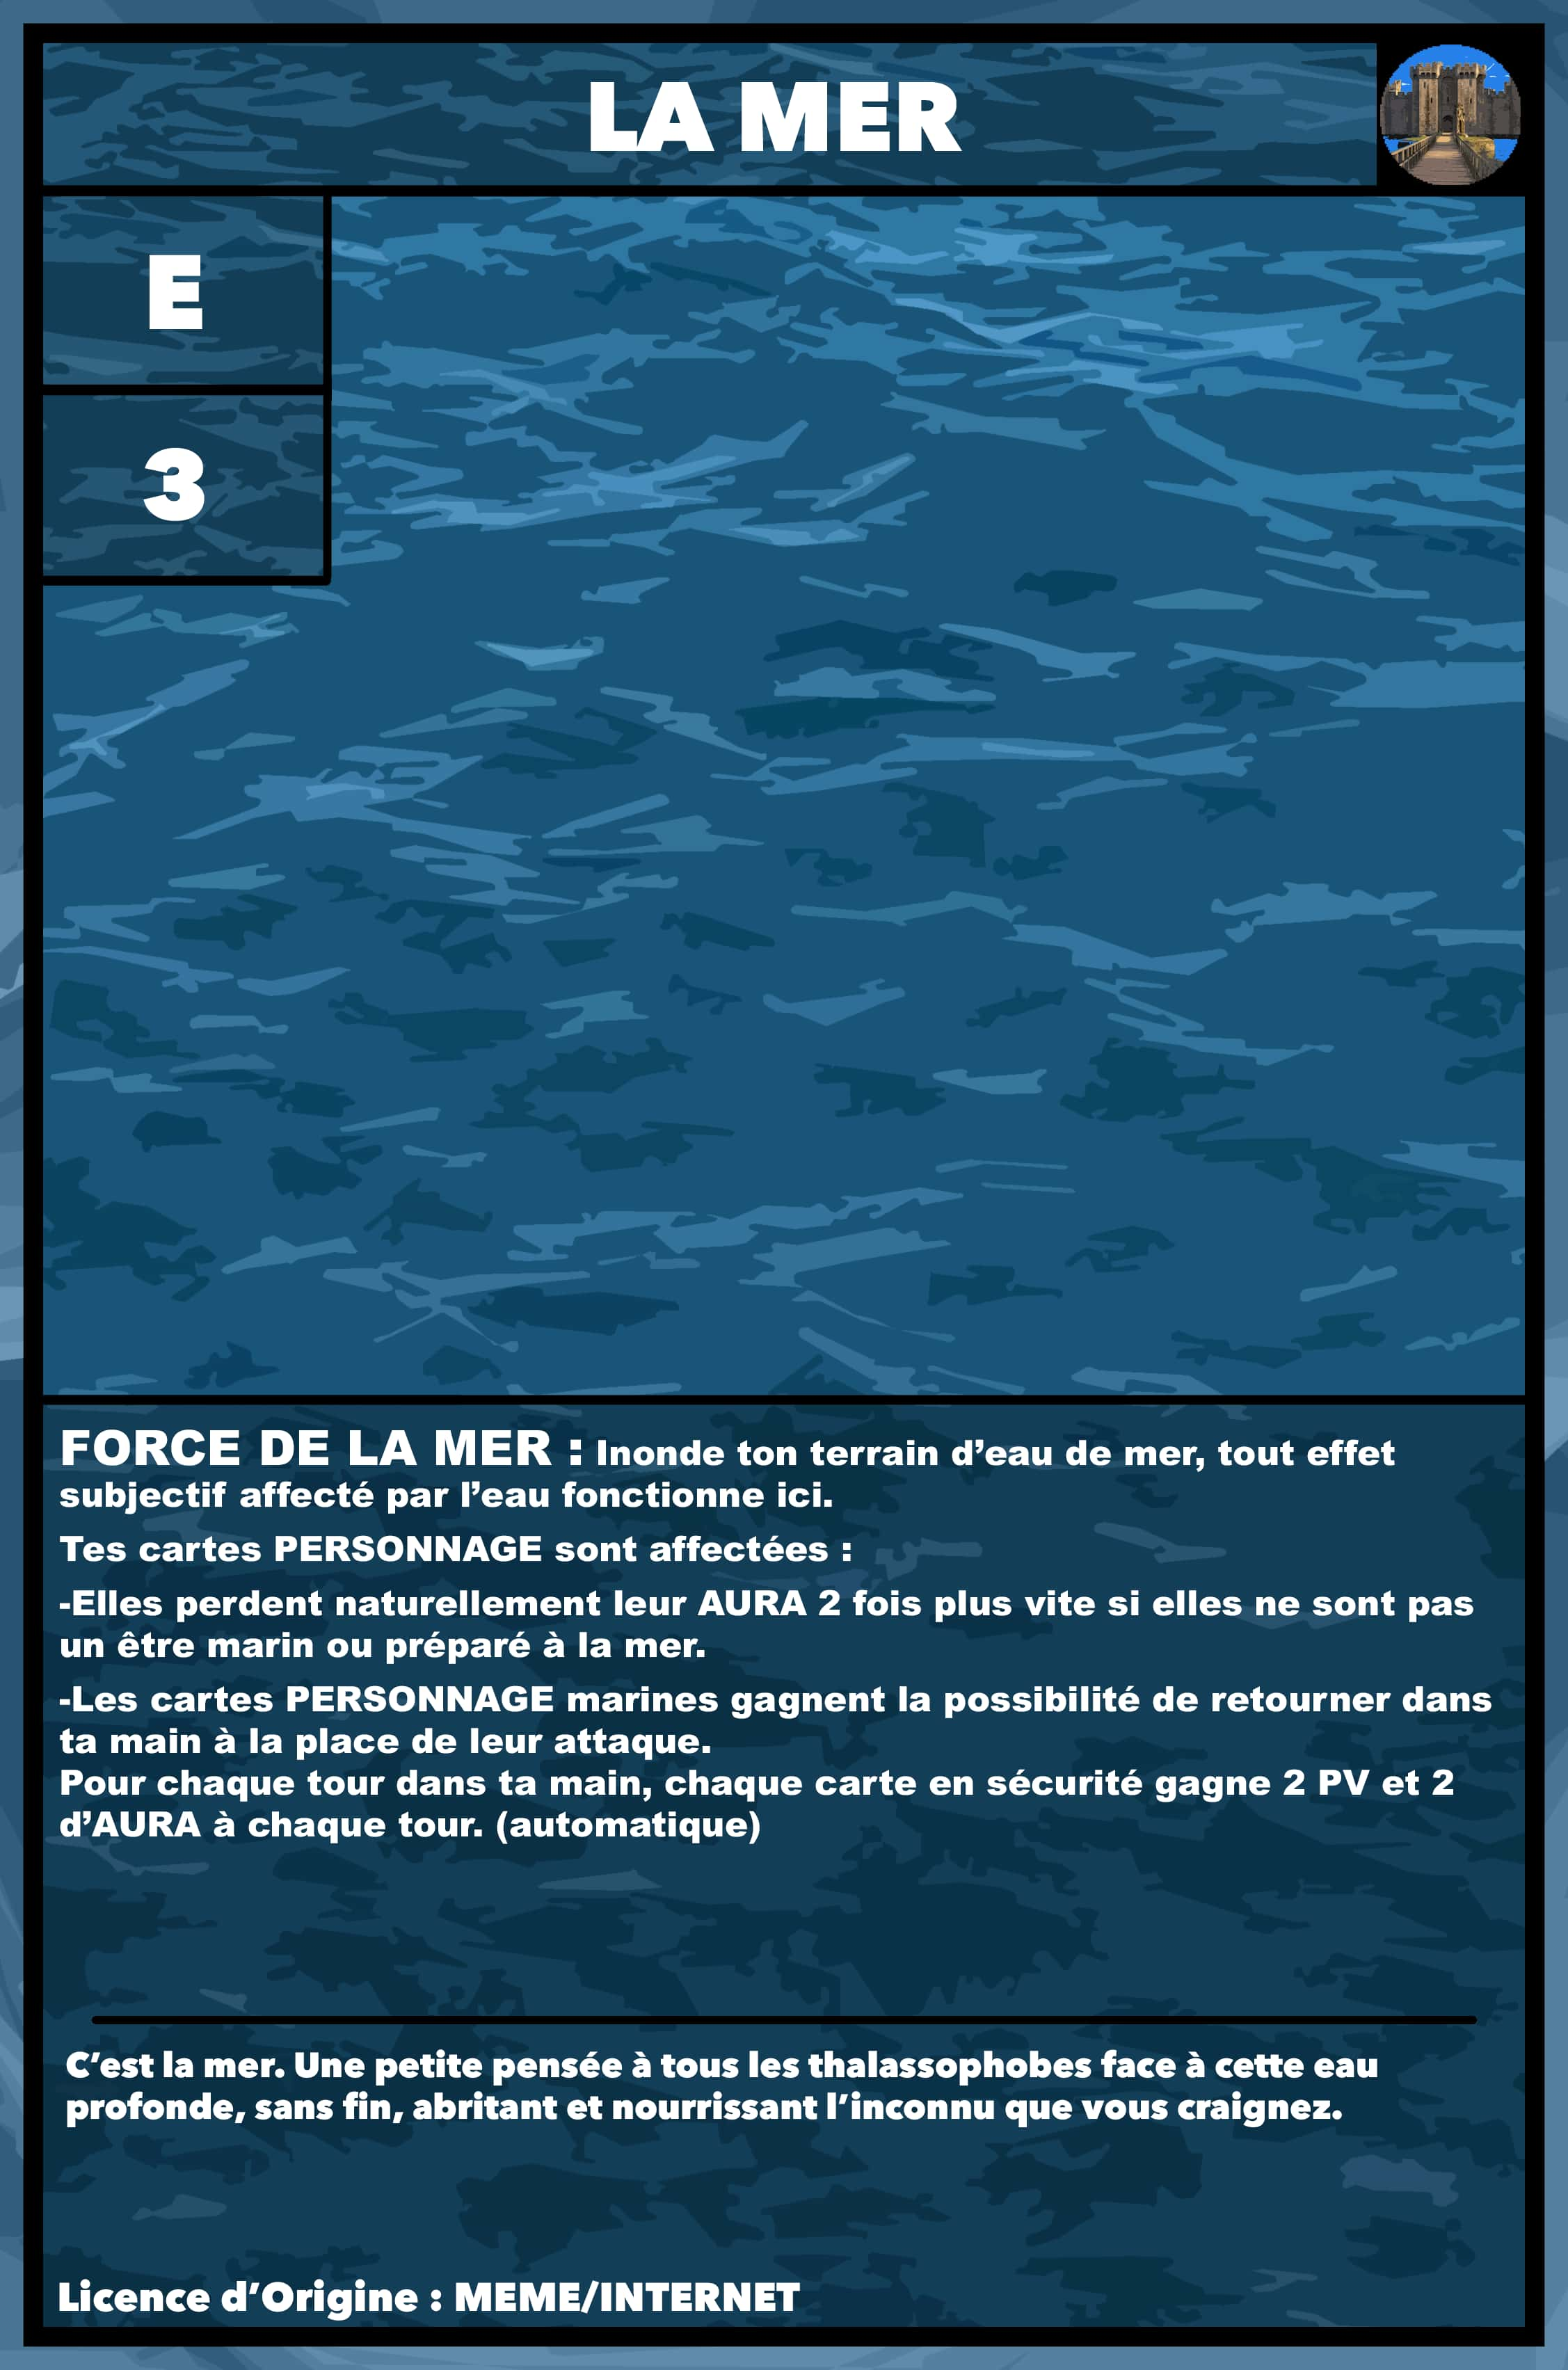 LA MER
E
3
FORCE DE LA MER : Inonde ton terrain d’eau de mer, tout effet
subjectif affecté par l’eau fonctionne ici.
Tes cartes PERSONNAGE sont affectées :
-Elles perdent naturellement leur AURA 2 fois plus vite si elles ne sont pas
un être marin ou préparé à la mer.
-Les cartes PERSONNAGE marines gagnent la possibilité de retourner dans
ta main à la place de leur attaque.
Pour chaque tour dans ta main, chaque carte en sécurité gagne 2 PV et 2
d’AURA à chaque tour. (automatique)
C’est la mer. Une petite pensée à tous les thalassophobes face à cette eau
profonde, sans fin, abritant et nourrissant l’inconnu que vous craignez.
Licence d’Origine : MEME/INTERNET